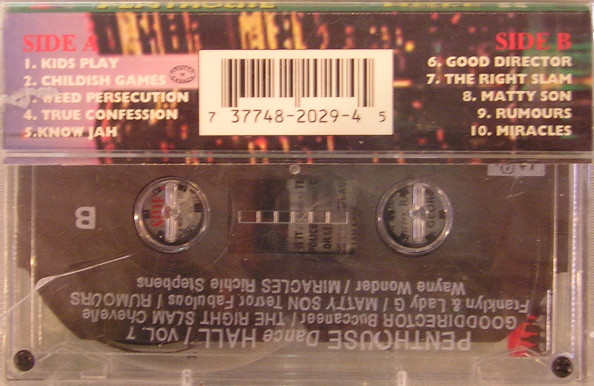 SIDE A
1. KIDS PLAY
2. CHILDISH GAMES
3. WEED PERSECUTION
4. TRUE CONFESSION
5.KNOW JAH
7 37748-2029-4 5
SIDE B
6. GOOD DIRECTOR
7. THE RIGHT SLAM
8. MATTY SON
9. RUMOURS
10. MIRACLES
B
PENTHOUSE Dance HALL / VOL. 7
GOOD DIRECTOR Buccaneer / THE RIGHT SLAM Chevelle
Franklyn & Lady G / MATTY SON Terror Fabulous / RUMOURS
Wayne Wonder / MIRACLES Richie Stephens